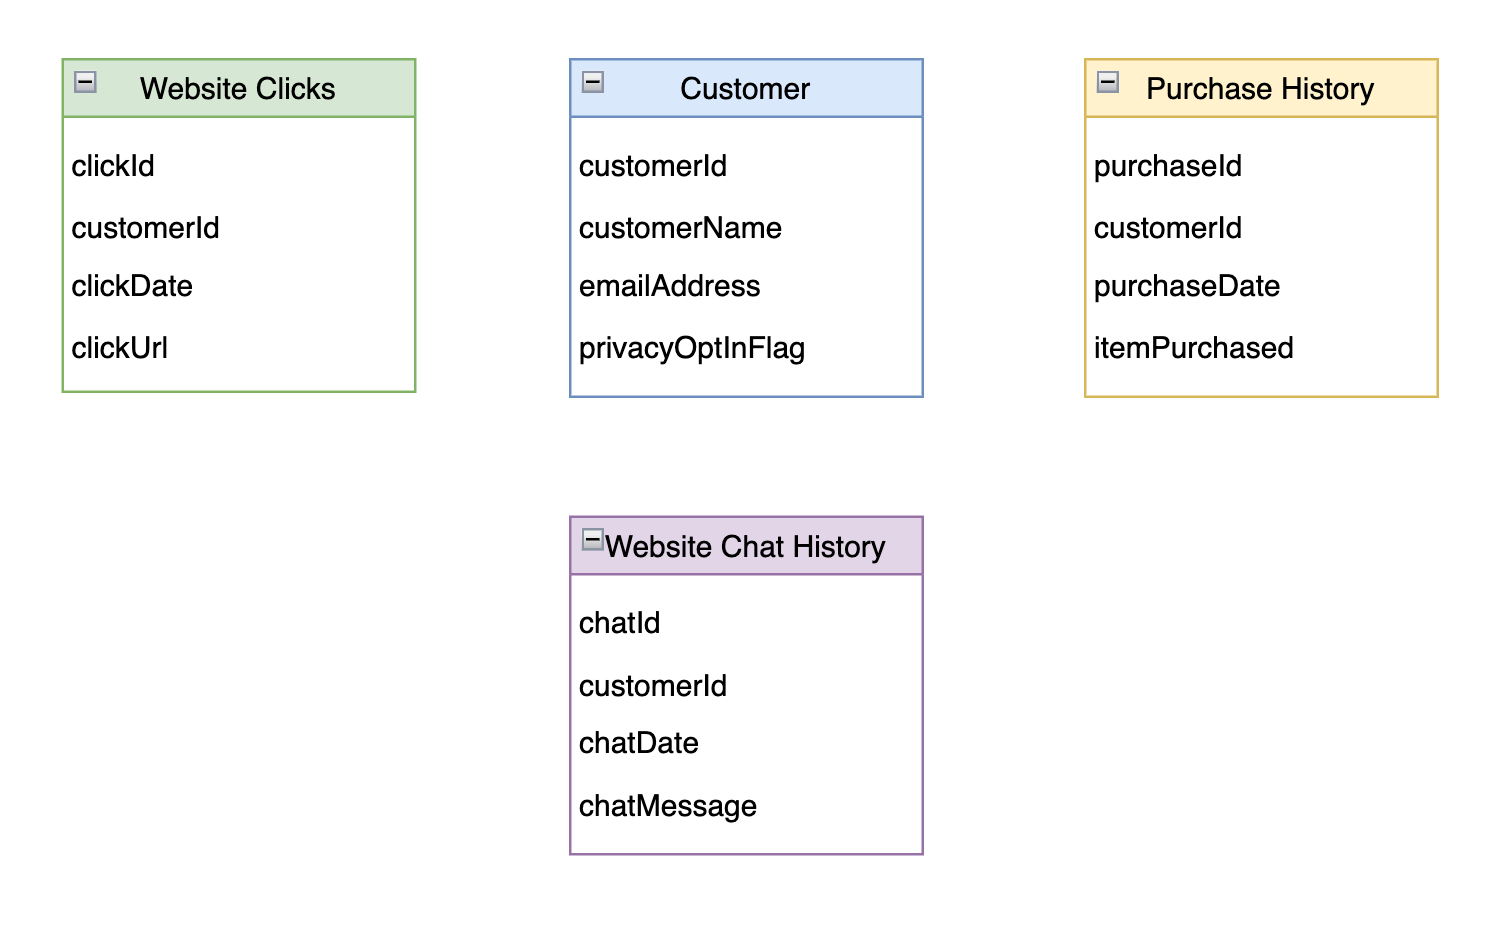 Website Clicks
clickId
customerId
clickDate
clickUrl
Customer
customerId
customerName
emailAddress
privacyOptInFlag
Purchase History
purchaseId
customerId
purchaseDate
itemPurchased
Website Chat History
chatId
customerId
chatDate
chatMessage